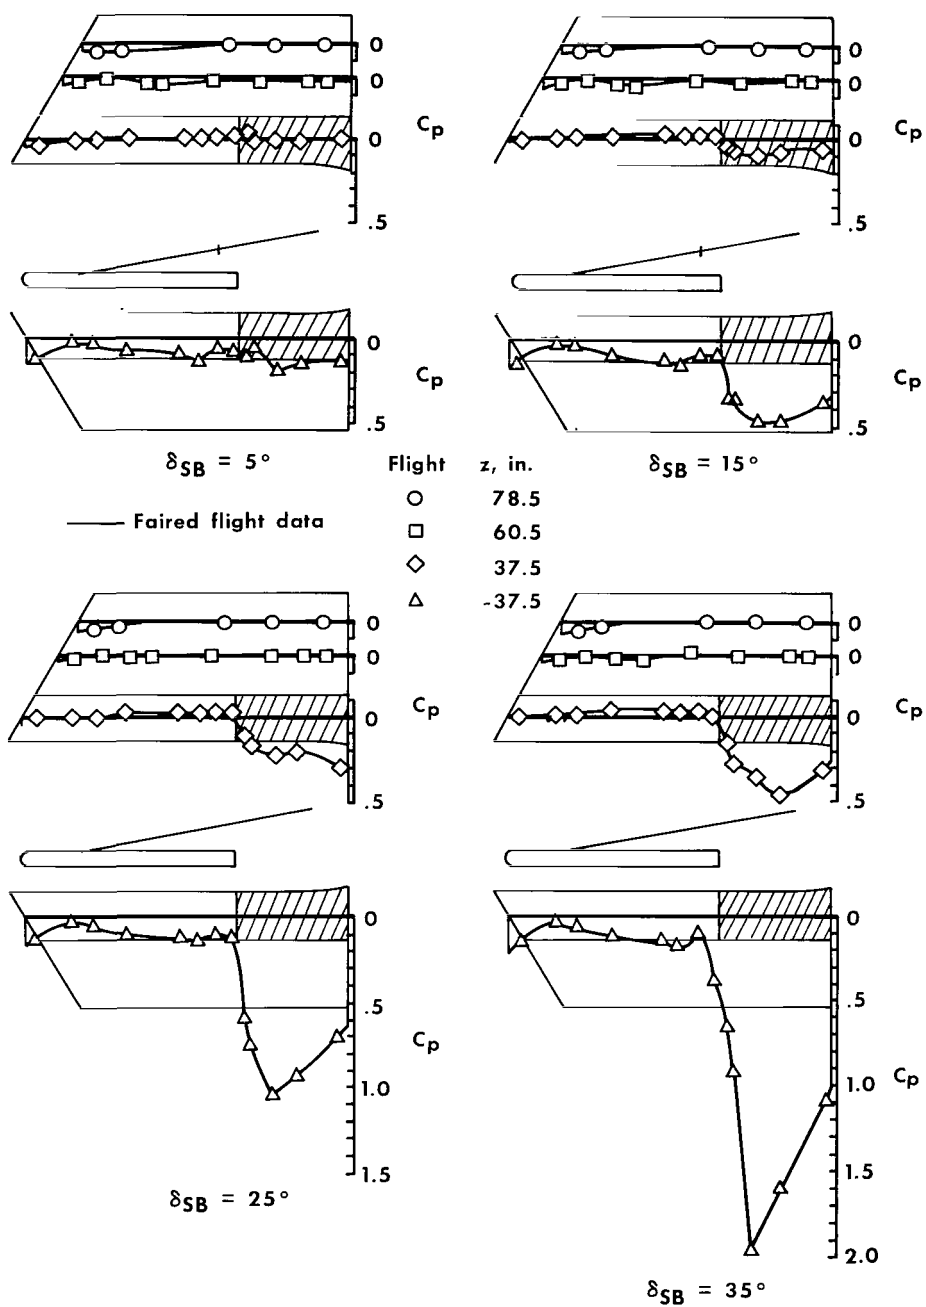 0
0
Cp
0
.5
0
0
Cp
0
.5
0
Cp
.5
0
Cp
.5
δSB = 5°
δSB = 15°
Flight z, in.
78.5
60.5
37.5
-37.5
Faired flight data
0
0
Cp
0
.5
0
0
Cp
0
.5
0
.5
Cp
1.0
1.5
0
.5
1.0
Cp
1.5
2.0
δSB = 25°
δSB = 35°